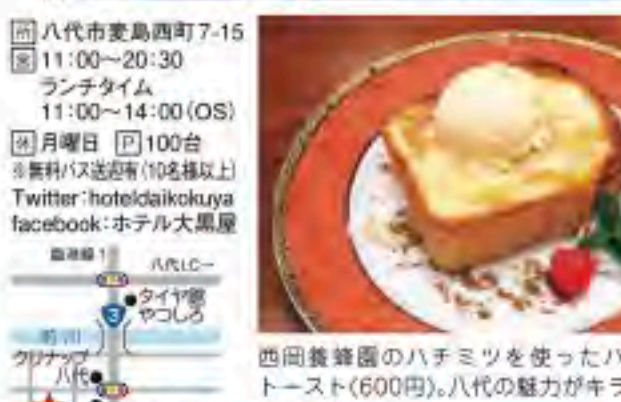 所 八代市麦島西町7-15
営 11:00〜20:30
ランチタイム
11:00〜14:00(OS)
休 月曜日 P 100台
※無料バス送迎有(10名様以上)
Twitter:hoteldaikokuya
facebook:ホテル大黒屋
臨港線
八代I.C→
タイヤ館
やつしろ
3
前川
クリナップ
八代
西岡養蜂園のハチミツを使ったハ
トースト(600円)。八代の魅力がキラ